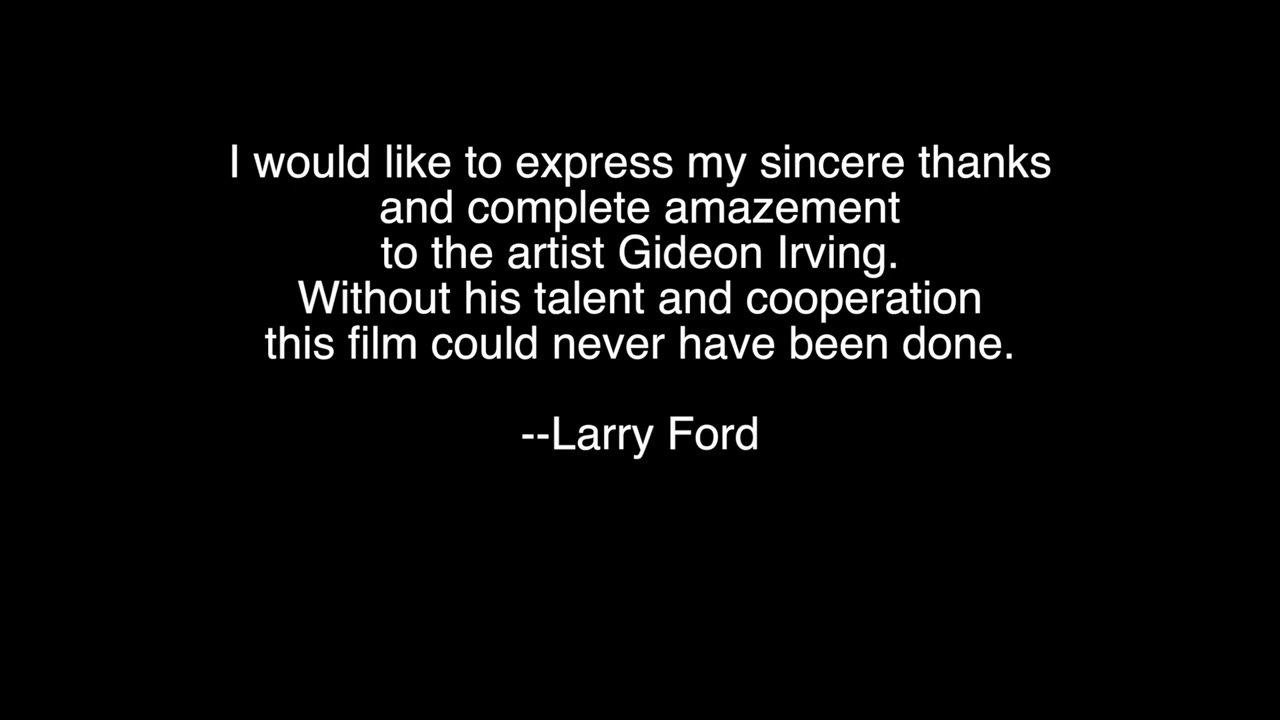 I would like to express my sincere thanks
and complete amazement
to the artist Gideon Irving.
Without his talent and cooperation
this film could never have been done.
--Larry Ford